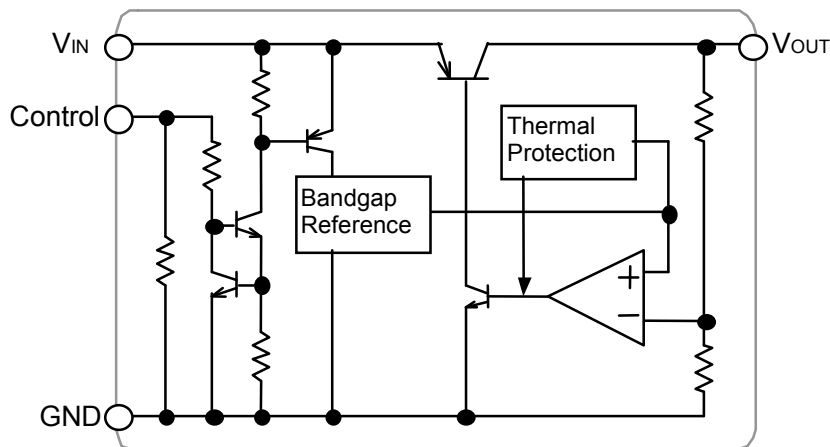 VIN
VOUT
Control
Thermal
Protection
Bandgap
Reference
+
−
GND